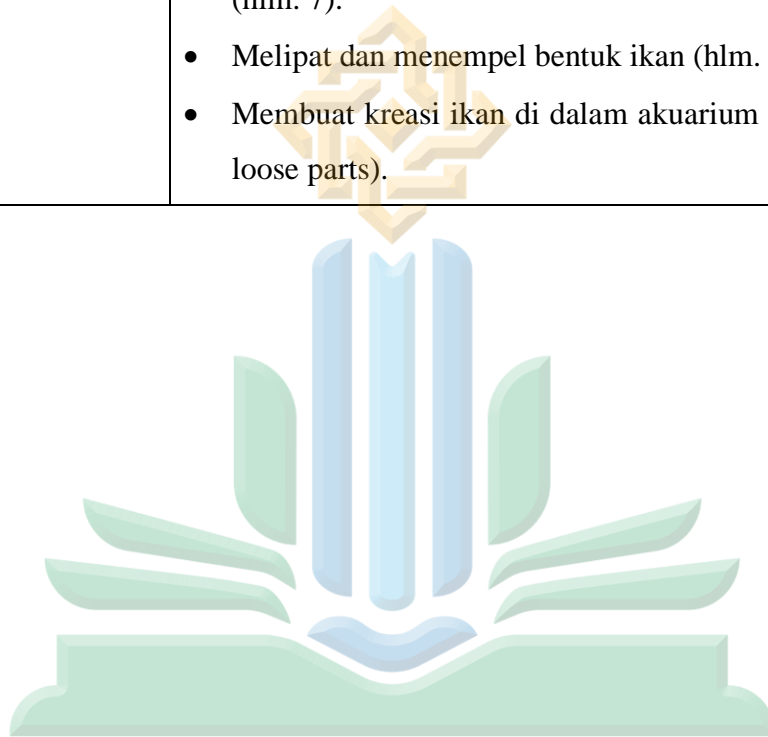 (hlm. 7).
• Melipat dan menempel bentuk ikan (hlm.
• Membuat kreasi ikan di dalam akuarium
loose parts).